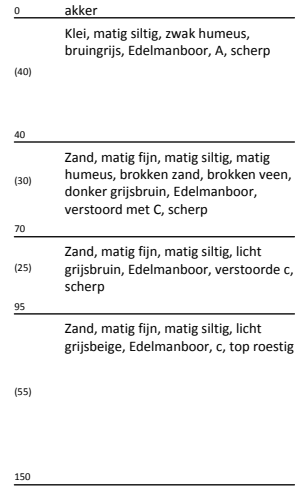 0 akker
Klei, matig siltig, zwak humeus,
bruingrijs, Edelmanboor, A, scherp
(40)
40
Zand, matig fijn, matig siltig, matig
humeus, brokken zand, brokken veen,
(30)
donker grijsbruin, Edelmanboor,
verstoord met C, scherp
70
Zand, matig fijn, matig siltig, licht
(25) grijsbruin, Edelmanboor, verstoorde c,
scherp
95
Zand, matig fijn, matig siltig, licht
grijsbeige, Edelmanboor, c, top roestig
(55)
150